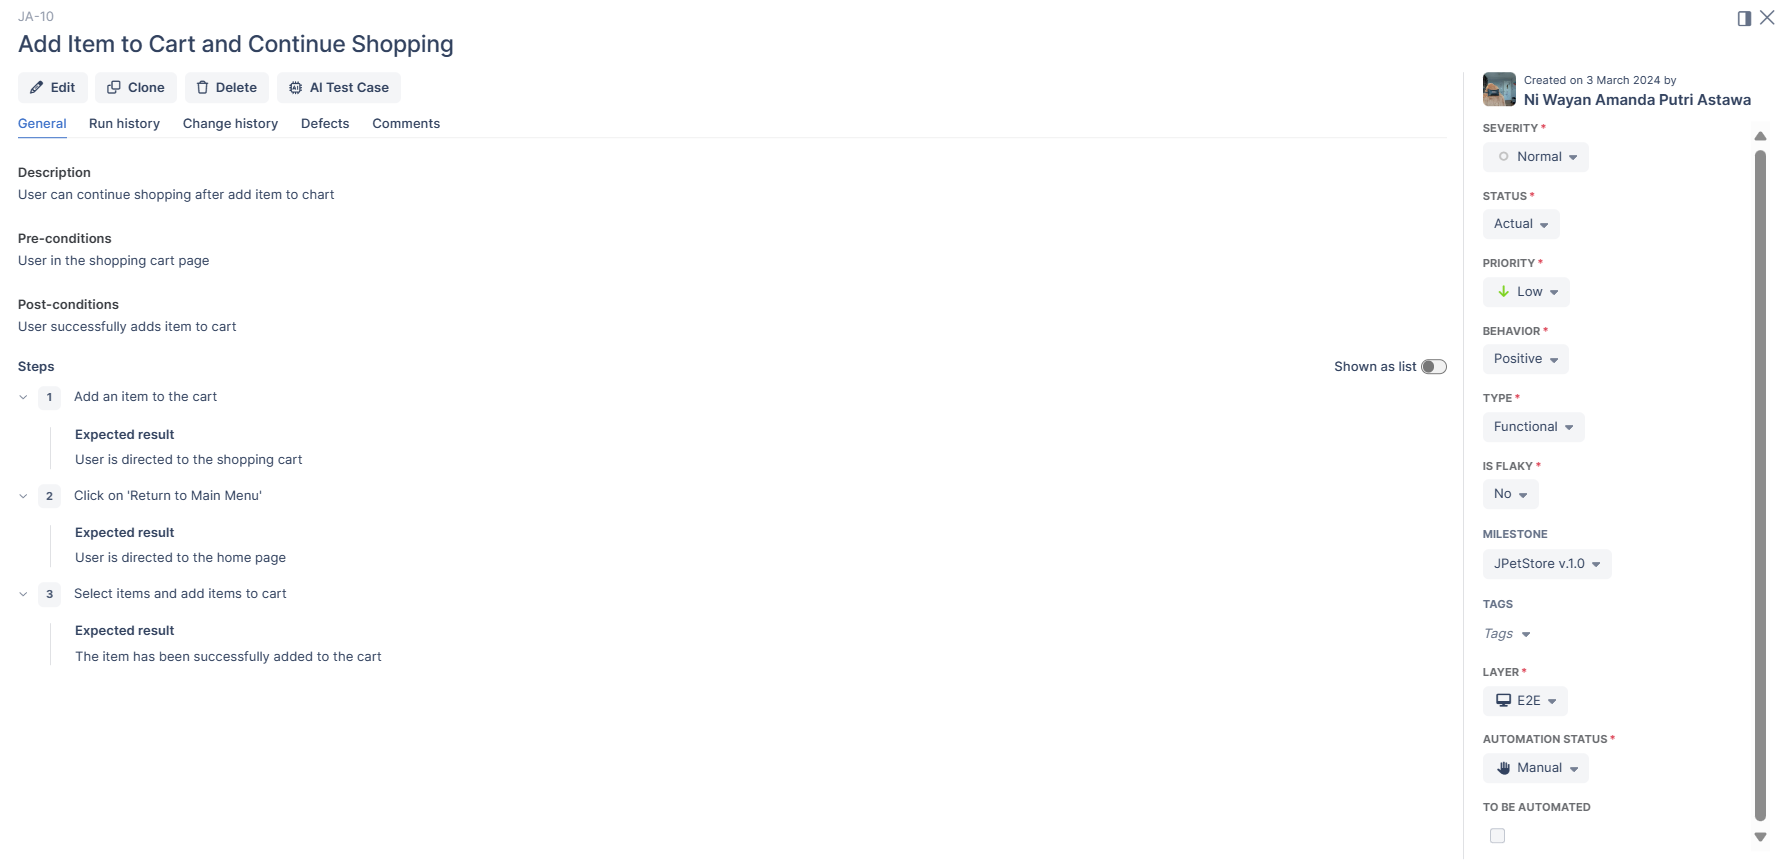 JA-10
Add Item to Cart and Continue Shopping
Edit
Clone
Delete
AI Test Case
General
Run history
Change history
Defects
Comments
Description
User can continue shopping after add item to chart
Pre-conditions
User in the shopping cart page
Post-conditions
User successfully adds item to cart
Steps
Shown as list
1 Add an item to the cart
Expected result
User is directed to the shopping cart
2 Click on 'Return to Main Menu'
Expected result
User is directed to the home page
3 Select items and add items to cart
Expected result
The item has been successfully added to the cart
Created on 3 March 2024 by
Ni Wayan Amanda Putri Astawa
SEVERITY *
Normal
STATUS *
Actual
PRIORITY *
Low
BEHAVIOR *
Positive
TYPE *
Functional
IS FLAKY *
No
MILESTONE
JPetStore v.1.0
TAGS
Tags
LAYER *
E2E
AUTOMATION STATUS *
Manual
TO BE AUTOMATED